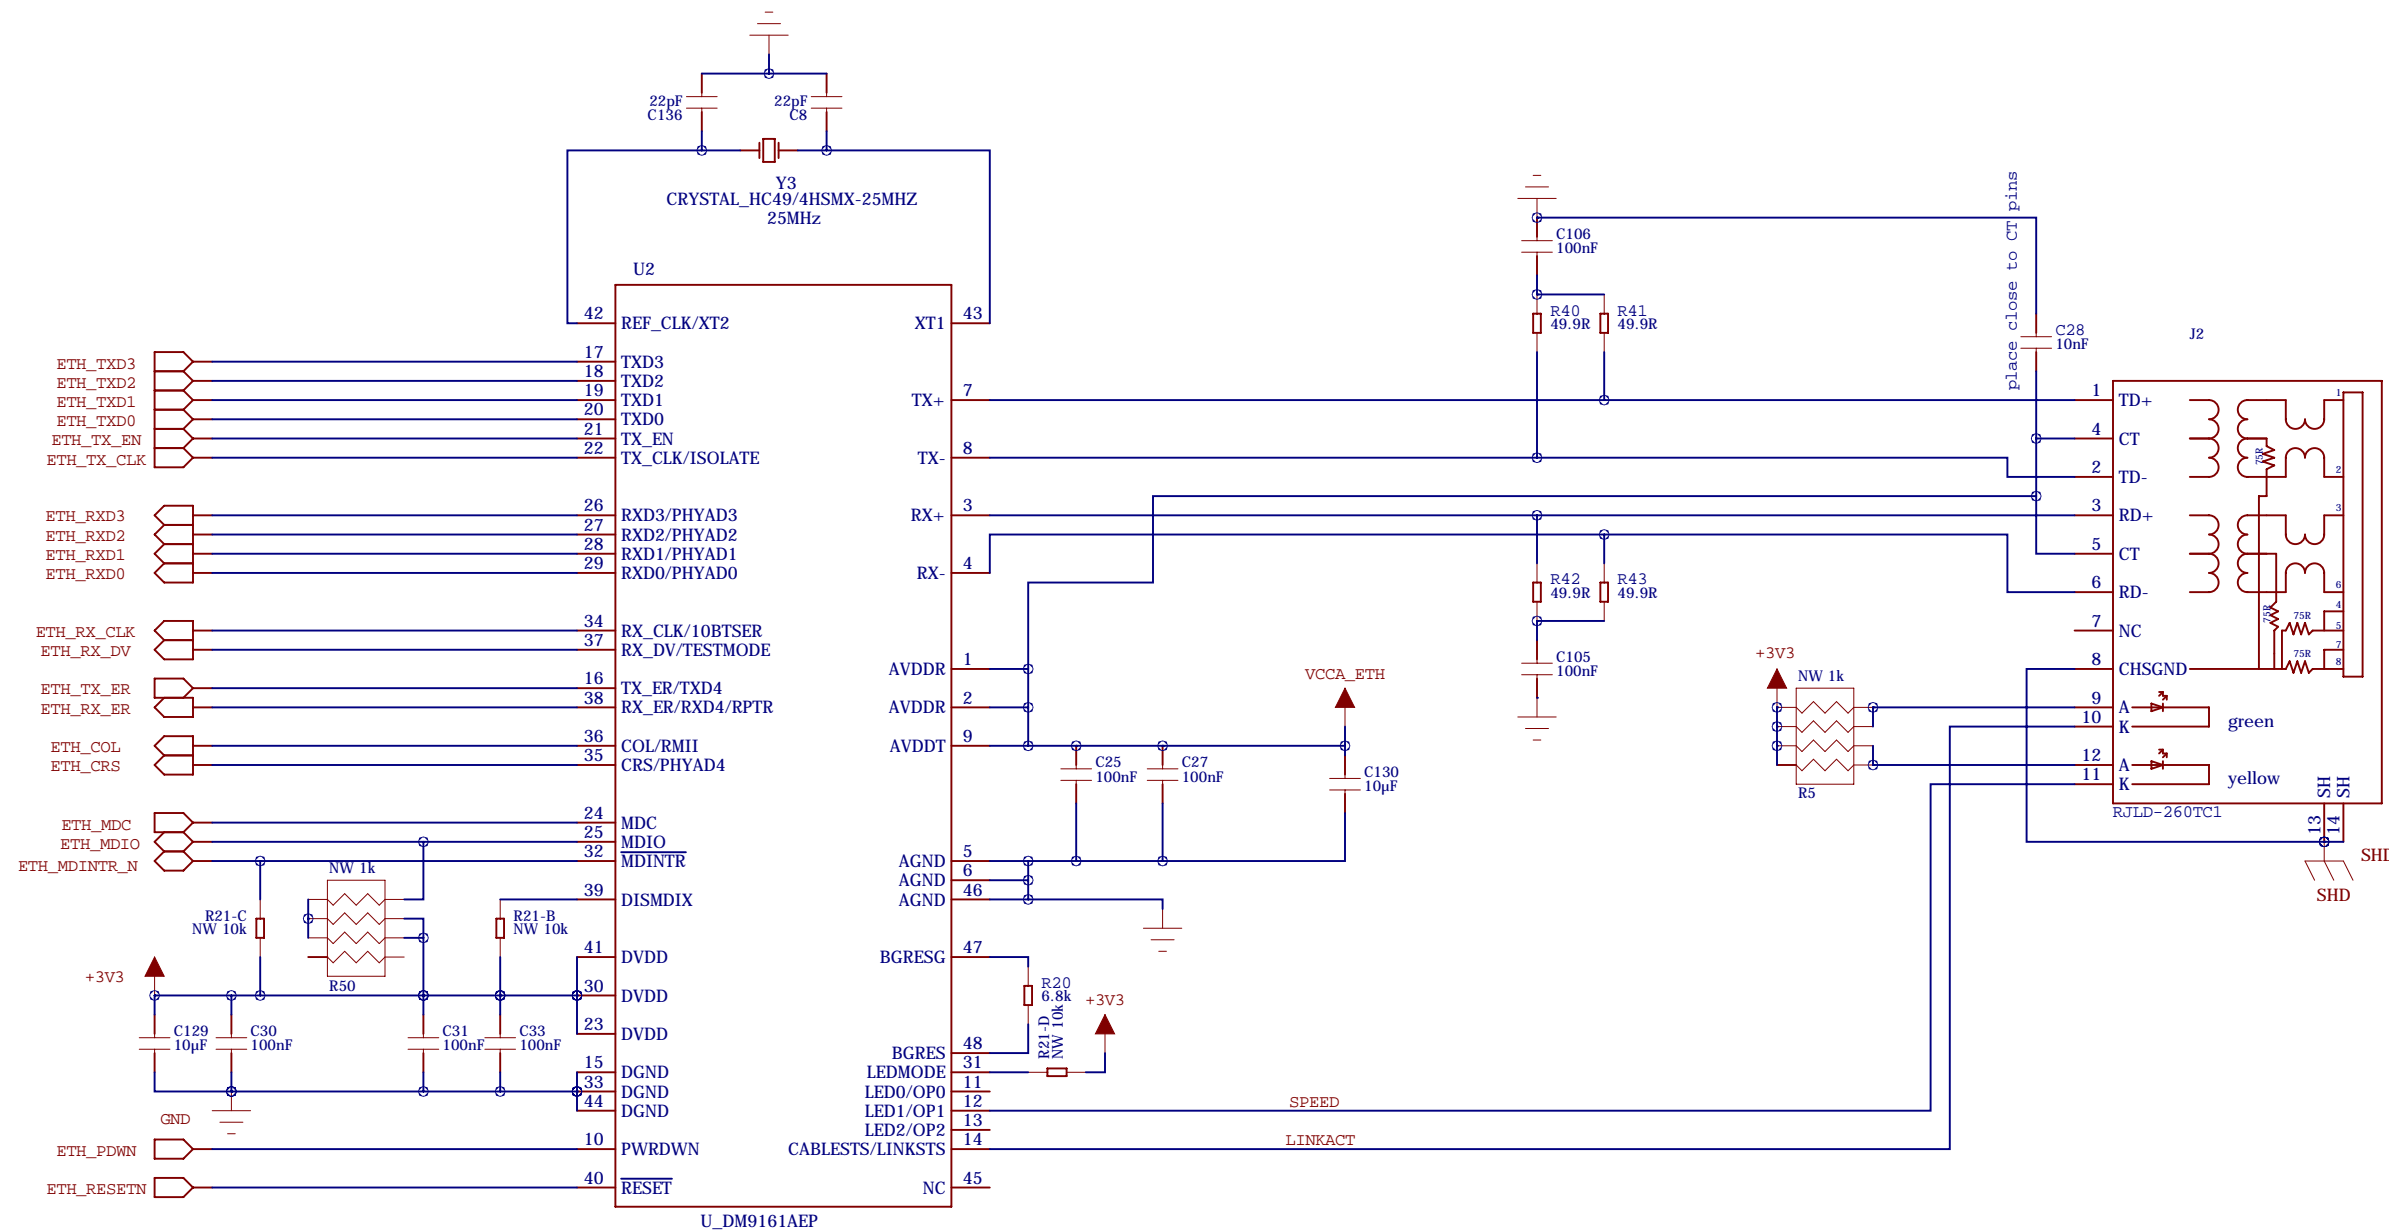 22pF
C136
22pF
C8
Y3
CRYSTAL_HC49/4HSMX-25MHZ
25MHz
U2
42
REF_CLK/XT2
XT1
43
ETH_TXD3
17
TXD3
ETH_TXD2
18
TXD2
ETH_TXD1
19
TXD1
ETH_TXD0
20
TXD0
ETH_TX_EN
21
TX_EN
ETH_TX_CLK
22
TX_CLK/ISOLATE
ETH_RXD3
26
RXD3/PHYAD3
ETH_RXD2
27
RXD2/PHYAD2
ETH_RXD1
28
RXD1/PHYAD1
ETH_RXD0
29
RXD0/PHYAD0
ETH_RX_CLK
34
RX_CLK/10BTSER
ETH_RX_DV
37
RX_DV/TESTMODE
ETH_TX_ER
16
TX_ER/TXD4
ETH_RX_ER
38
RX_ER/RXD4/RPTR
ETH_COL
36
COL/RMII
ETH_CRS
35
CRS/PHYAD4
ETH_MDC
24
MDC
ETH_MDIO
25
MDIO
ETH_MDINTR_N
32
MDINTR
NW 1k
R50
R21-C
NW 10k
R21-B
NW 10k
39
DISMDIX
+3V3
41
DVDD
30
DVDD
23
DVDD
C129
10µF
C30
100nF
C31
100nF
C33
100nF
15
DGND
33
DGND
44
DGND
GND
ETH_PDWN
10
PWRDWN
ETH_RESETN
40
RESET
U_DM9161AEP
TX+
7
TX-
8
RX+
3
RX-
4
AVDDR
1
AVDDR
2
AVDDT
9
AGND
5
AGND
6
AGND
46
BGRESG
47
BGRES
48
LEDMODE
31
LED0/OP0
11
LED1/OP1
12
LED2/OP2
13
CABLESTS/LINKSTS
14
NC
45
C25
100nF
C27
100nF
VCCA_ETH
C130
10µF
R20
6.8k
R21-D
NW 10k
+3V3
SPEED
LINKACT
C106
100nF
R40
49.9R
R41
49.9R
R42
49.9R
R43
49.9R
C105
100nF
place close to CT pins
C28
10nF
+3V3
NW 1k
R5
J2
1
TD+
4
CT
2
TD-
3
RD+
5
CT
6
RD-
7
NC
8
CHSGND
9
A
10
K
green
12
A
11
K
yellow
75R
75R
75R
75R
1
2
3
6
4
5
7
8
SH
SH
13
14
RJLD-260TC1
SHD